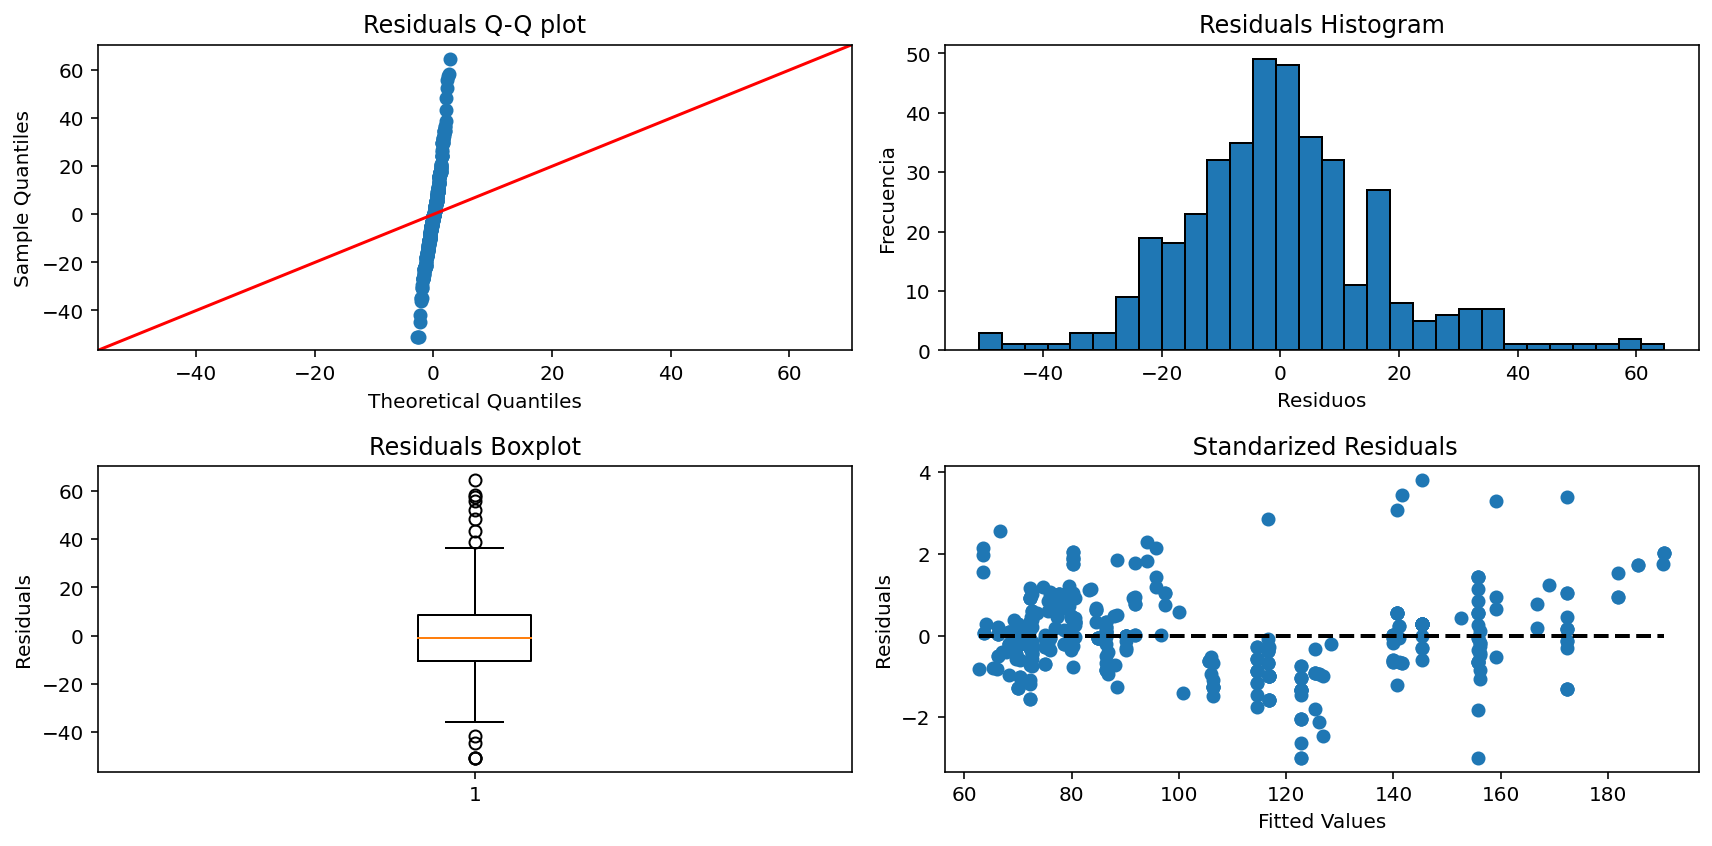 Residuals Q-Q plot
Sample Quantiles
60
40
20
0
−20
−40
−40 −20 0 20 40 60
Theoretical Quantiles
Residuals Histogram
Frecuencia
50
40
30
20
10
0
−40 −20 0 20 40 60
Residuos
Residuals Boxplot
Residuals
60
40
20
0
−20
−40
1
Standarized Residuals
Residuals
4
2
0
−2
60 80 100 120 140 160 180
Fitted Values